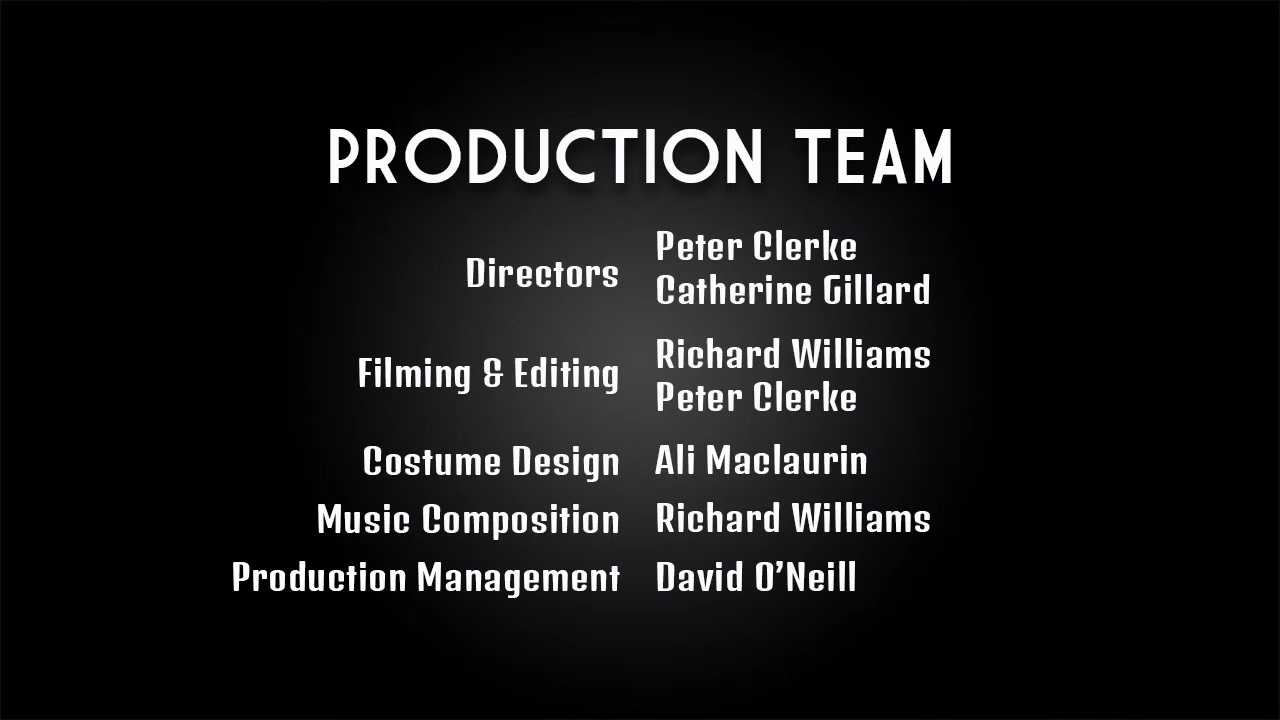 PRODUCTION TEAM
Directors
Peter Clerke
Catherine Gillard
Filming & Editing
Richard Williams
Peter Clerke
Costume Design Ali Maclaurin
Music Composition Richard Williams
Production Management David O’Neill